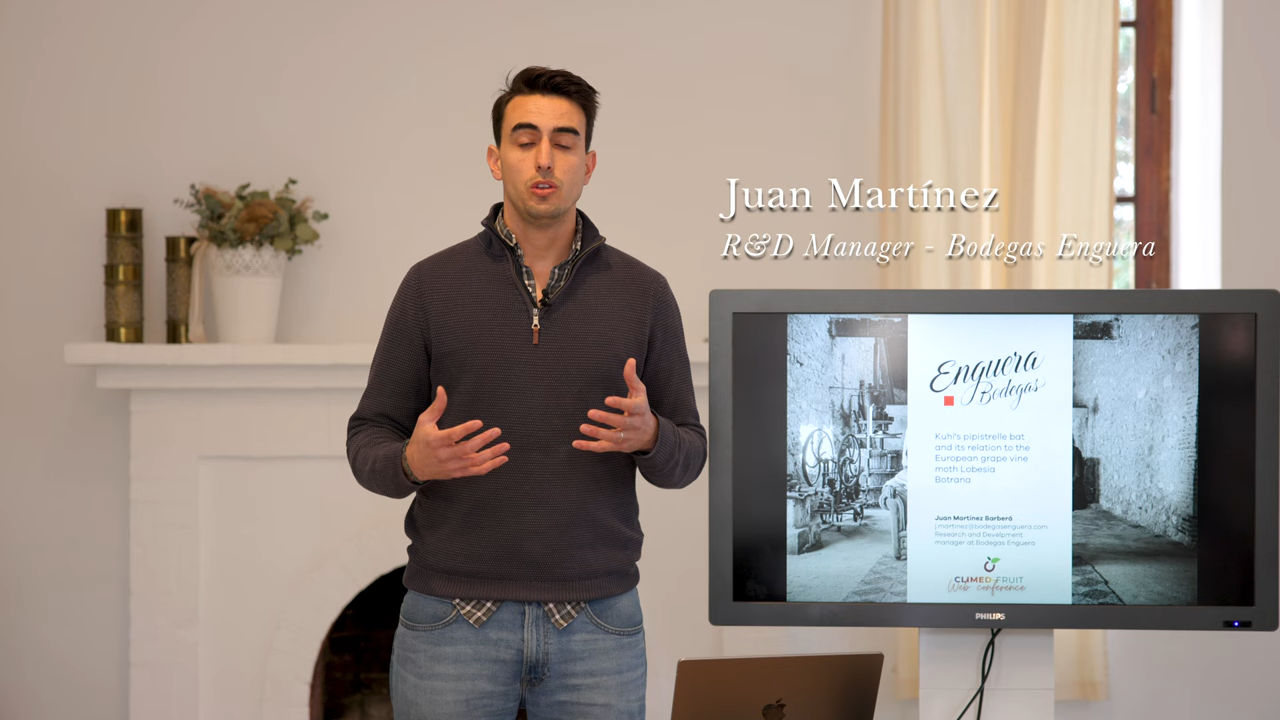 Juan Martínez
R&D Manager - Bodegas Enguera
Enguera
Bodegas
Kuhl's pipistrelle bat
and its relation to the
European grape vine
moth Lobesia
Botrana
Juan Martínez Barberá
j.martinez@bodegasenguera.com
Research and Develpment
manager at Bodegas Enguera
CLIMED FRUIT
Web conference
PHILIPS